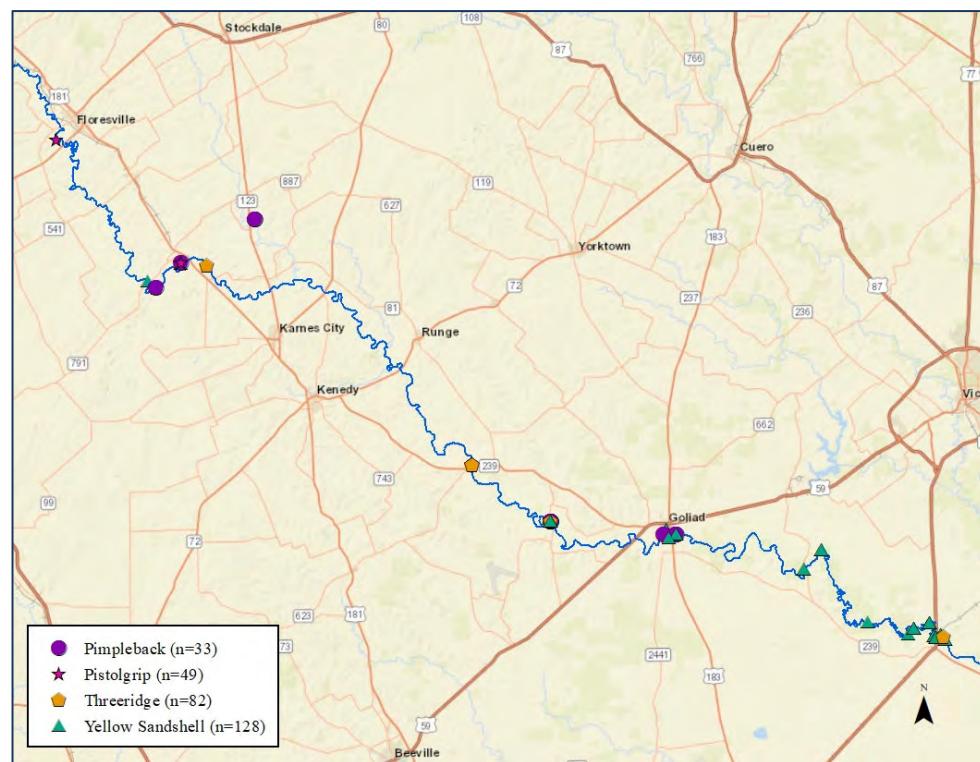 108
Stockdale
80
87
77
766
181
Floresville
Cuero
887
119
123
627
541
183
Yorktown
72
87
237
81
236
Karnes City
Runge
791
Vic
Kenedy
662
239
743
59
99
Goliad
72
623
181
73
2441
239
183
59
Beeville
N
Pimpleback (n=33)
Pistolgrip (n=49)
Threeridge (n=82)
Yellow Sandshell (n=128)